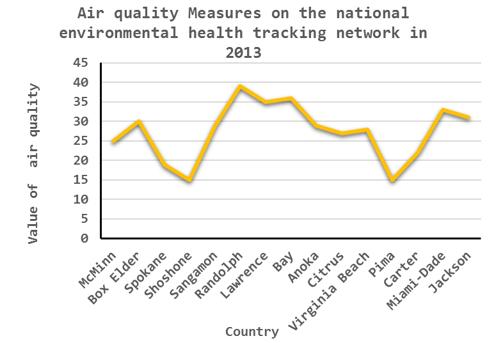 Air quality Measures on the national
environmental health tracking network in
2013
Value of air quality
45
40
35
30
25
20
15
10
5
0
McMinn
Box Elder
Spokane
Shoshone
Sangamon
Randolph
Lawrence
Bay
Anoka
Citrus
Virginia Beach
Pima
Carter
Miami-Dade
Jackson
Country